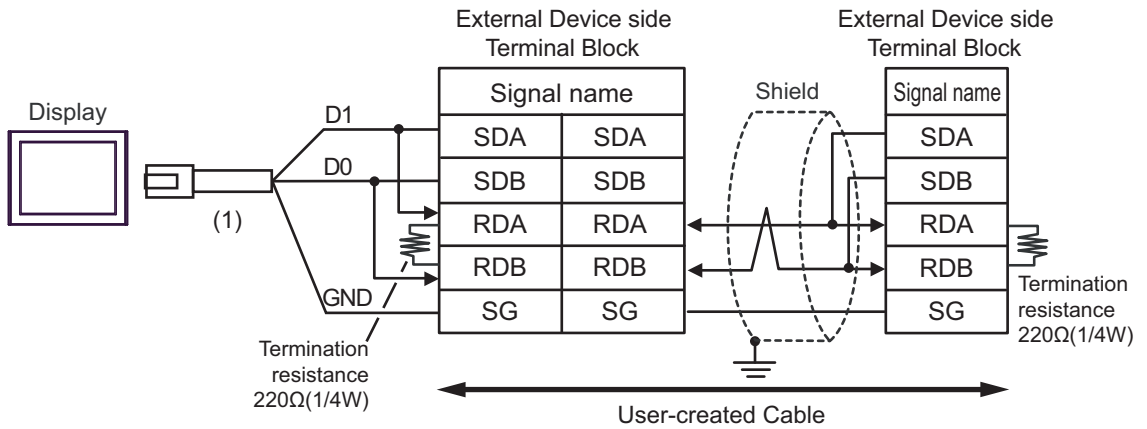 External Device side
Terminal Block
External Device side
Terminal Block
Display
D1
D0
GND
(1)
Signal name
SDA SDA
SDB SDB
RDA RDA
RDB RDB
SG SG
Shield
Signal name
SDA
SDB
RDA
RDB
SG
Termination
resistance
220Ω(1/4W)
Termination
resistance
220Ω(1/4W)
User-created Cable